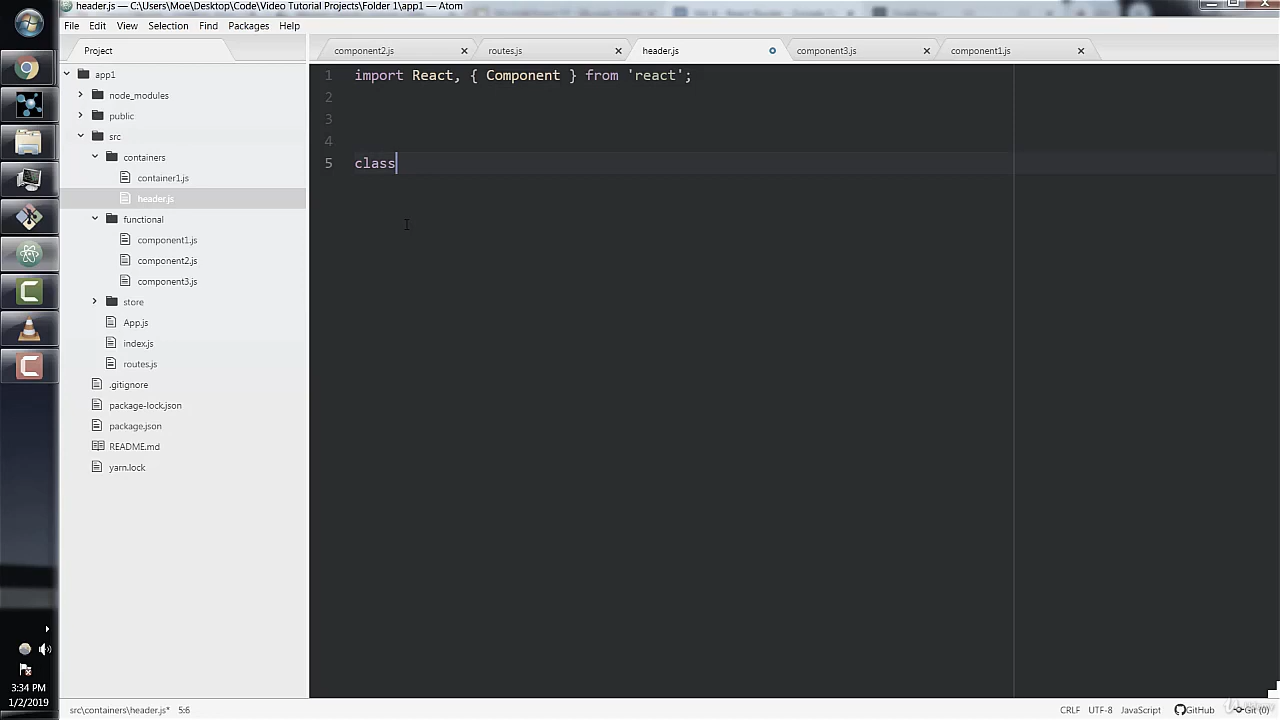 header.js — C:\Users\Moe\Desktop\Code\Video Tutorial Projects\Folder 1\app1 — Atom
File Edit View Selection Find Packages Help
Project
component2.js routes.js header.js component3.js component1.js
app1
node_modules
public
src
containers
container1.js
header.js
functional
component1.js
component2.js
component3.js
store
App.js
index.js
routes.js
.gitignore
package-lock.json
package.json
README.md
yarn.lock
1 import React, { Component } from 'react';
2
3
4
5 class
3:34 PM
1/2/2019
src\containers\header.js* 5:6
CRLF UTF-8 JavaScript GitHub Git (0)